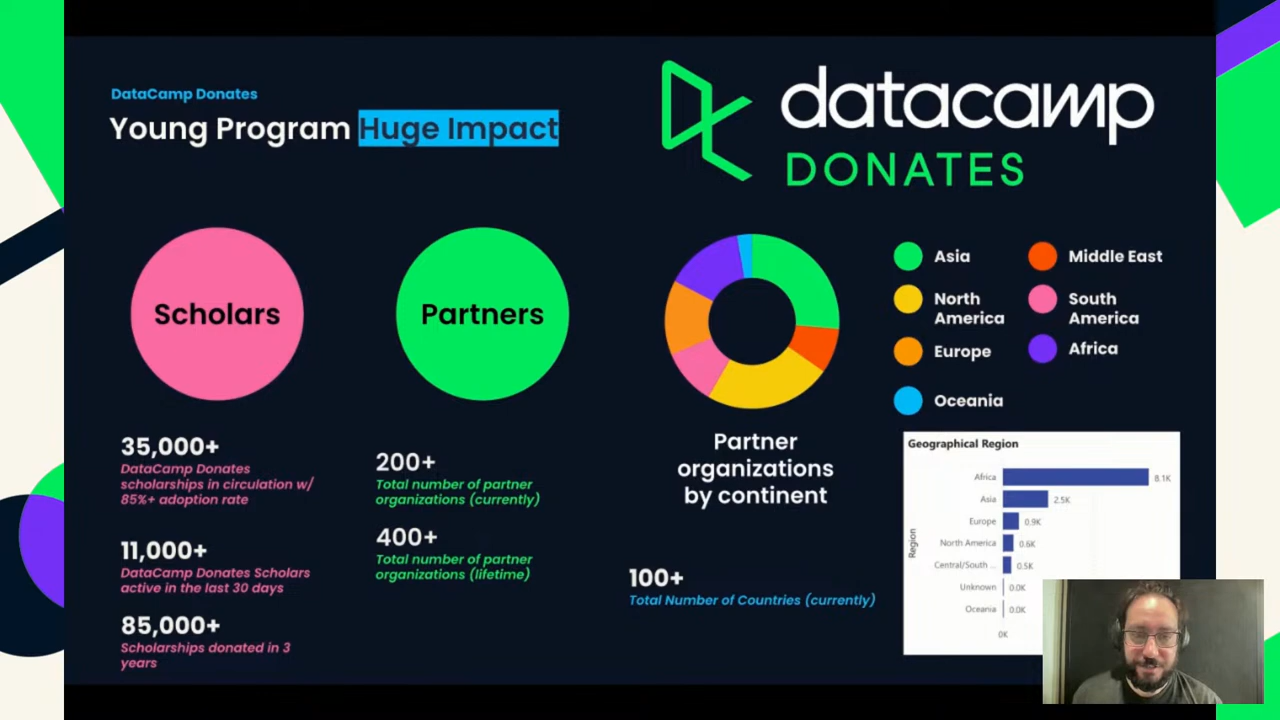 DataCamp Donates
Young Program Huge Impact
datacamp
DONATES
Scholars
Partners
35,000+
DataCamp Donates
scholarships in circulation w/
85%+ adoption rate
11,000+
DataCamp Donates Scholars
active in the last 30 days
85,000+
Scholarships donated in 3
years
200+
Total number of partner
organizations (currently)
400+
Total number of partner
organizations (lifetime)
Partner
organizations
by continent
100+
Total Number of Countries (currently)
Asia
North
America
Europe
Oceania
Middle East
South
America
Africa
Geographical Region
Region
Africa 8.1K
Asia 2.5K
Europe 0.9K
North America 0.6K
Central/South ... 0.5K
Unknown 0.0K
Oceania 0.0K
0K